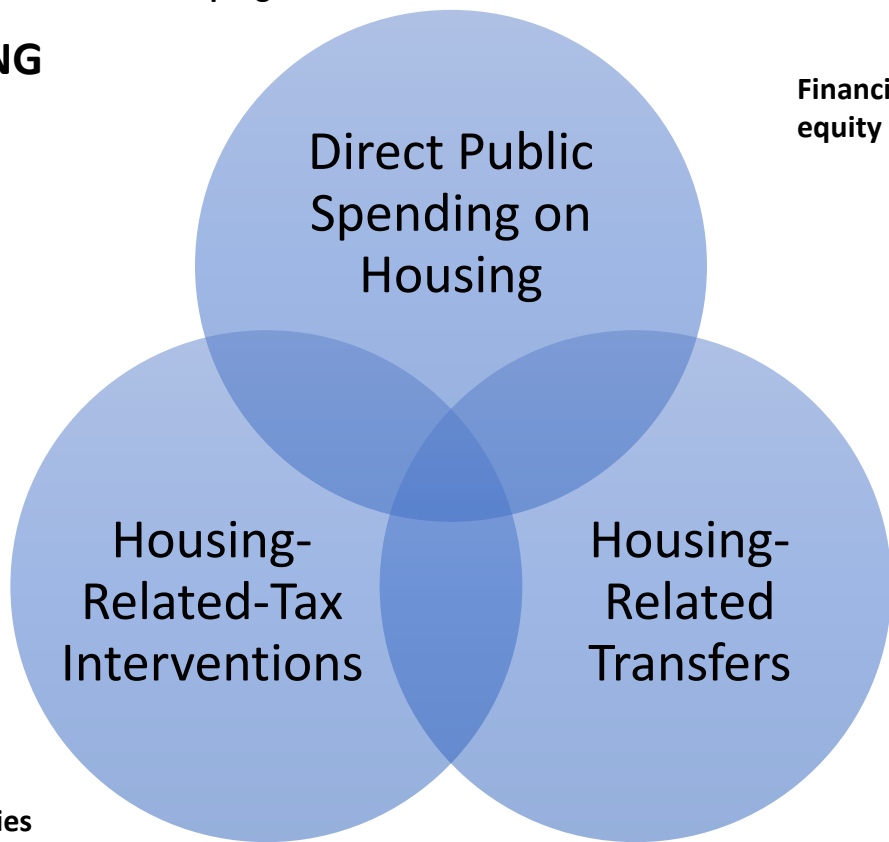 NG
Financi
equity
Direct Public
Spending on
Housing
Housing-
Related-Tax
Interventions
Housing-
Related
Transfers
ies